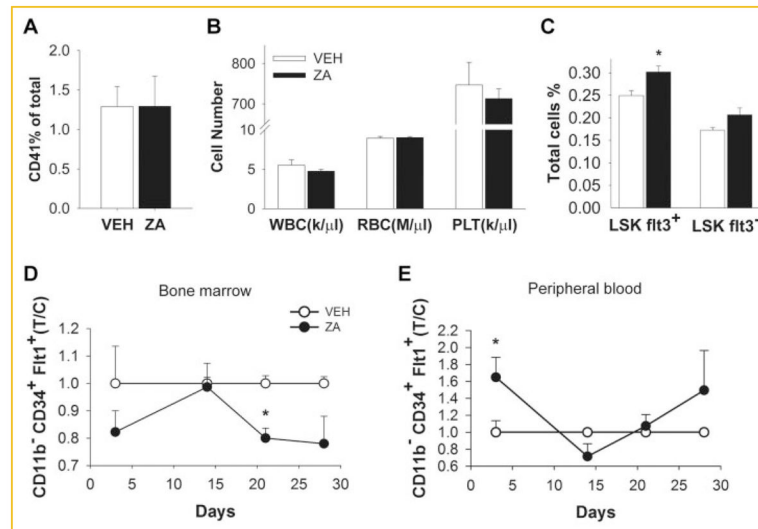 A
CD41% of total
2.0
1.5
1.0
0.5
0.0
VEH ZA
B
VEH
ZA
Cell Number
800
700
10
5
0
WBC(k/μl) RBC(M/μl) PLT(k/μl)
C
Total cells %
*
0.30
0.25
0.20
0.15
0.10
0.05
0.00
LSK flt3⁺ LSK flt3⁻
D
Bone marrow
VEH
ZA
CD11b⁻ CD34⁺ Flt1⁺(T/C)
1.2
1.1
1.0
0.9
0.8
0.7
*
0 5 10 15 20 25 30
Days
E
Peripheral blood
CD11b⁻ CD34⁺ Flt1⁺(T/C)
2.2
2.0
1.8
1.6
1.4
1.2
1.0
0.8
0.6
*
0 5 10 15 20 25 30
Days